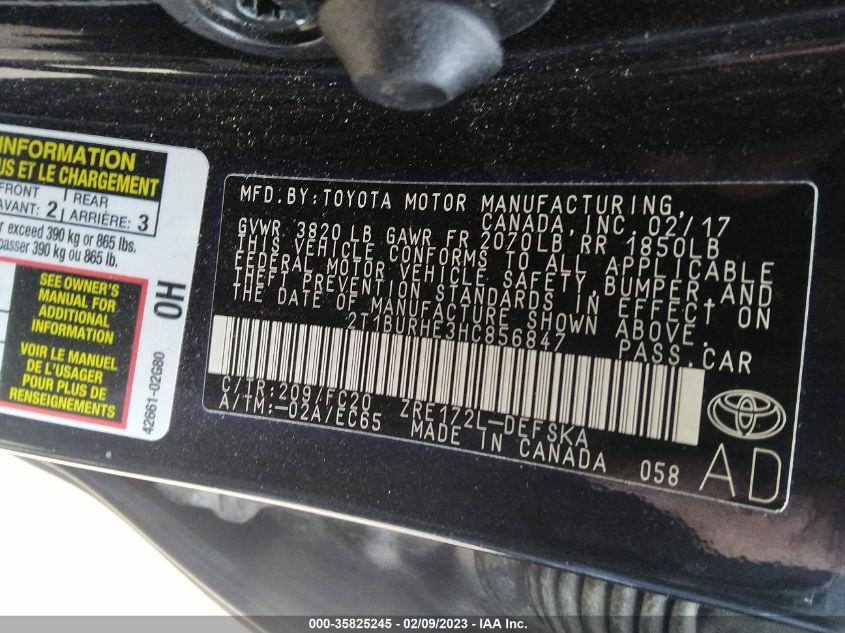 INFORMATION
US ET LE CHARGEMENT
FRONT
AVANT: 2
REAR
ARRIÈRE: 3
exceed 390 kg or 865 lbs.
passer 390 kg ou 865 lb.
SEE OWNER'S
MANUAL FOR
ADDITIONAL
INFORMATION
VOIR LE MANUEL
DE L'USAGER
POUR PLUS DE
RENSEIGNEMENTS
0H
42661-02G80
MFD.BY:TOYOTA MOTOR MANUFACTURING,
CANADA, INC. 02/17
GVWR 3820 LB GAWR FR 2070LB RR 1850LB
THIS VEHICLE CONFORMS TO ALL APPLICABLE
FEDERAL MOTOR VEHICLE SAFETY, BUMPER, AND
THEFT PREVENTION STANDARDS IN EFFECT ON
THE DATE OF MANUFACTURE SHOWN ABOVE.
2T1BURHE3HC856847 PASS.CAR
C/TR:209/FC20 ZRE172L-DEFSKA
A/TM:-02A/EC65 MADE IN CANADA 058
AD
000-35825245 - 02/09/2023 - IAA Inc.